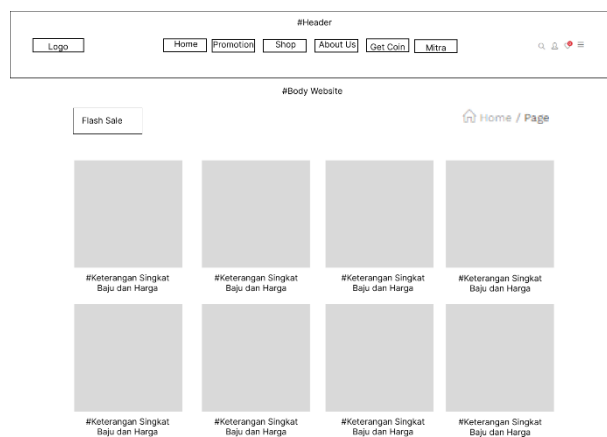 #Header
Logo
Home
Promotion
Shop
About Us
Get Coin
Mitra
#Body Website
Flash Sale
Home / Page
#Keterangan Singkat
Baju dan Harga
#Keterangan Singkat
Baju dan Harga
#Keterangan Singkat
Baju dan Harga
#Keterangan Singkat
Baju dan Harga
#Keterangan Singkat
Baju dan Harga
#Keterangan Singkat
Baju dan Harga
#Keterangan Singkat
Baju dan Harga
#Keterangan Singkat
Baju dan Harga